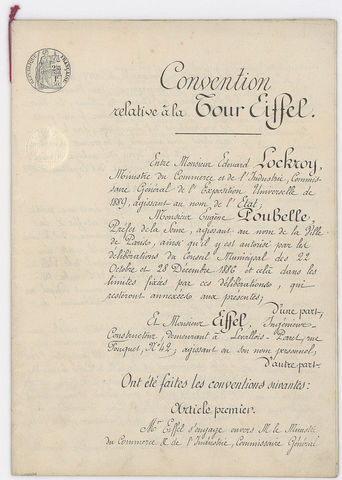 Convention
relative à la Tour Eiffel.
Entre Monsieur Edouard Lockroy,
Ministre du Commerce et de l'Industrie, Commis-
saire Général de l'Exposition Universelle de
1889, agissant au nom de l'Etat;
Monsieur Eugène Poubelle,
Préfet de la Seine, agissant au nom de la Ville
de Paris, ainsi qu'il y est autorisé par les
délibérations du Conseil Municipal des 22
Octobre et 28 Décembre 1886 et celà dans les
limites fixées par ces délibérations, qui
resteront annexées aux présentes;
D'une part,
Et Monsieur Eiffel, Ingénieur-
Constructeur, demeurant à Levallois-Perret, rue
Fouquet, No 42; agissant en son nom personnel,
D'autre part-
Ont été faites les conventions suivantes:
Article premier.
Mr Eiffel s'engage envers M. le Ministre
du Commerce & de l'Industrie, Commissaire Général